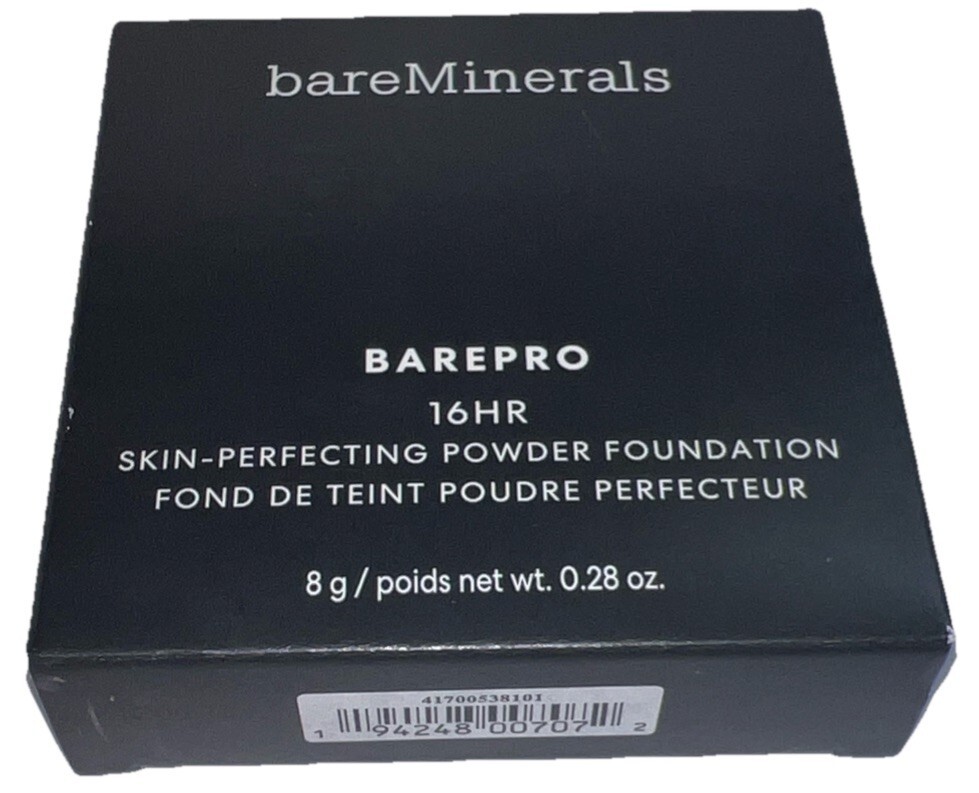 bareMinerals
BAREPRO
16HR
SKIN-PERFECTING POWDER FOUNDATION
FOND DE TEINT POUDRE PERFECTEUR
8 g / poids net wt. 0.28 oz.
41700538101
1 94248 00707 2